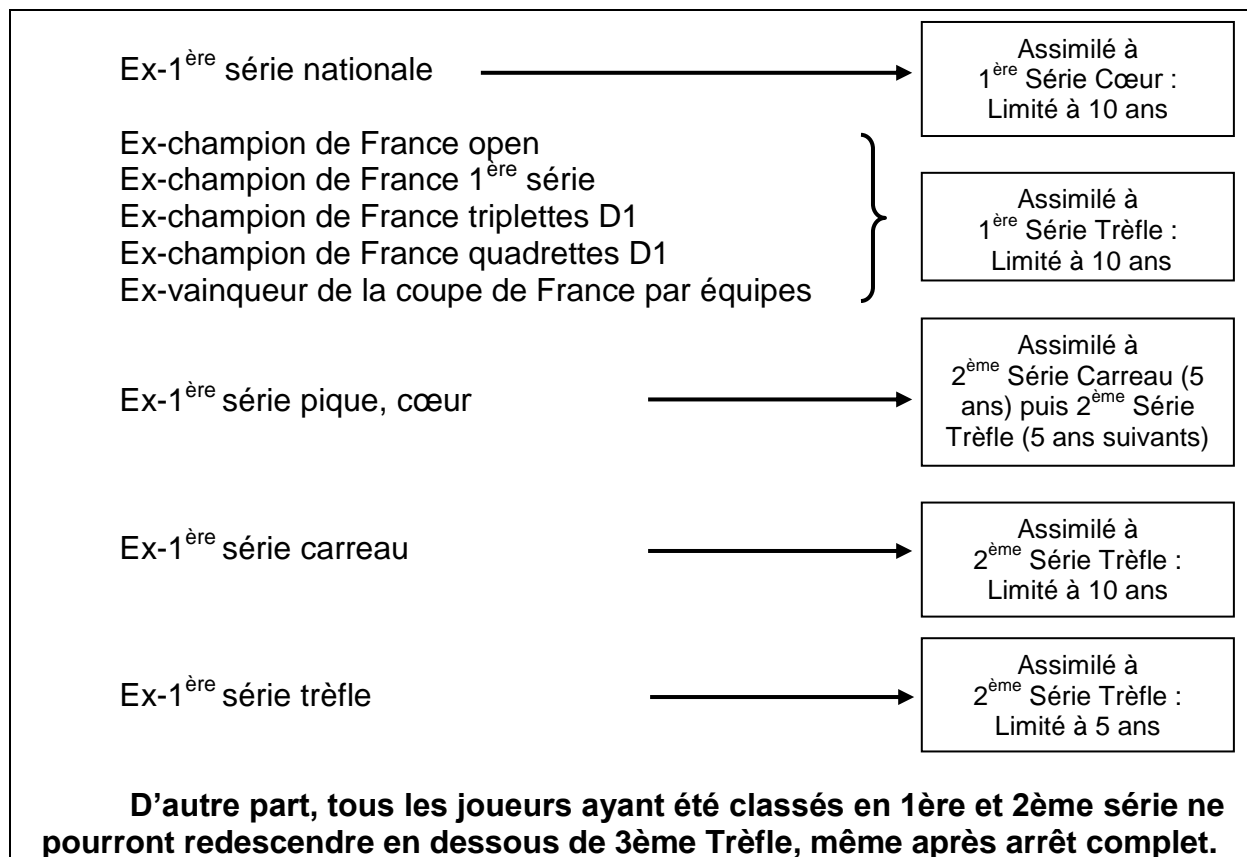 Ex-1ère série nationale
Assimilé à
1ère Série Cœur :
Limité à 10 ans
Ex-champion de France open
Ex-champion de France 1ère série
Ex-champion de France triplettes D1
Ex-champion de France quadrettes D1
Ex-vainqueur de la coupe de France par équipes
Assimilé à
1ère Série Trèfle :
Limité à 10 ans
Ex-1ère série pique, cœur
Assimilé à
2ème Série Carreau (5
ans) puis 2ème Série
Trèfle (5 ans suivants)
Ex-1ère série carreau
Assimilé à
2ème Série Trèfle :
Limité à 10 ans
Ex-1ère série trèfle
Assimilé à
2ème Série Trèfle :
Limité à 5 ans
D’autre part, tous les joueurs ayant été classés en 1ère et 2ème série ne
pourront redescendre en dessous de 3ème Trèfle, même après arrêt complet.